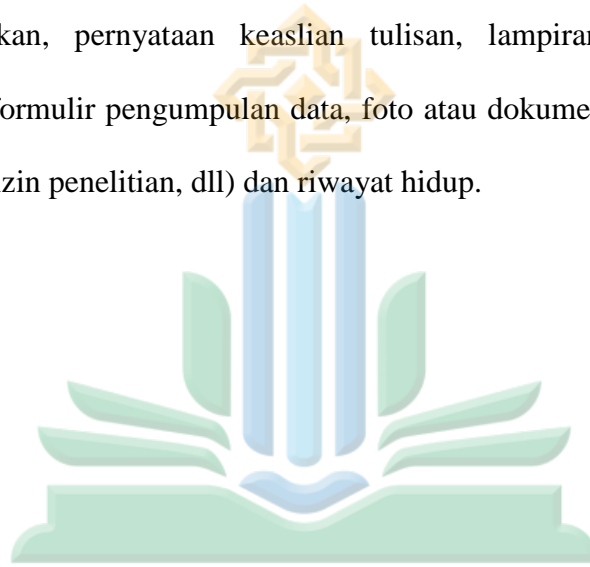 kan, pernyataan keaslian tulisan, lampiran
formulir pengumpulan data, foto atau dokume
zin penelitian, dll) dan riwayat hidup.